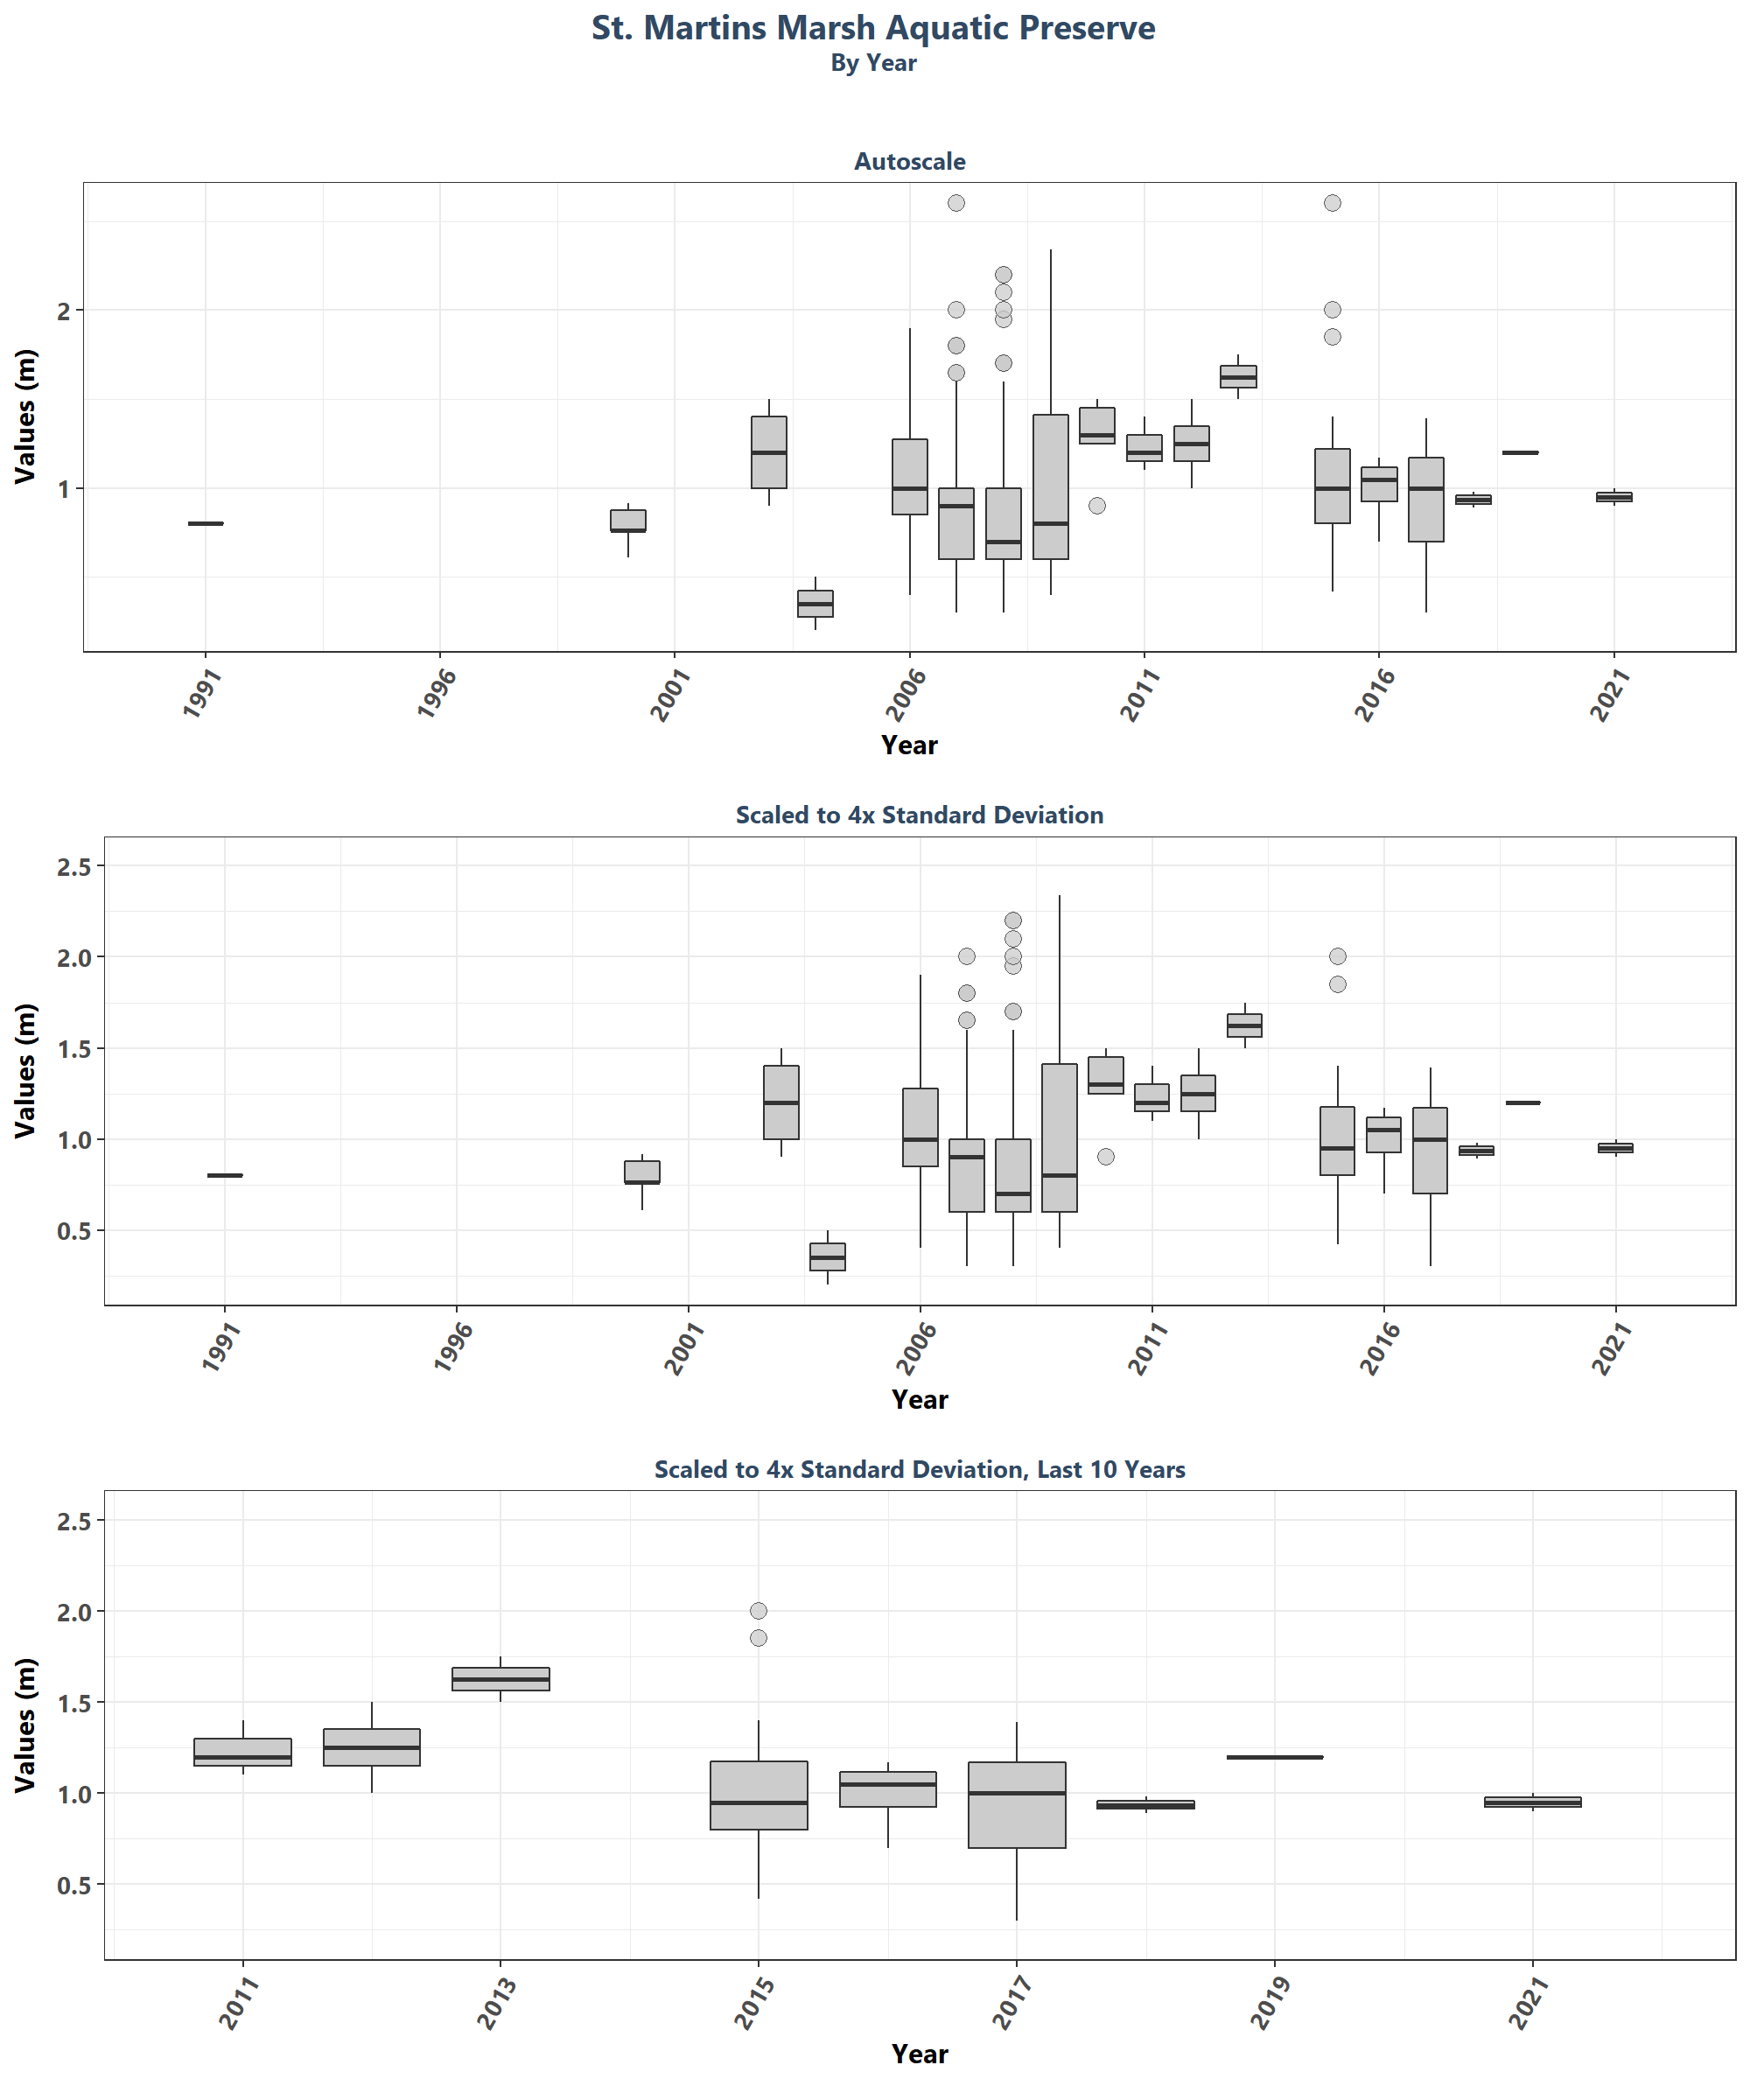 St. Martins Marsh Aquatic Preserve
By Year
Autoscale
Values (m)
2
1
1991 1996 2001 2006 2011 2016 2021
Year
Scaled to 4x Standard Deviation
Values (m)
2.5
2.0
1.5
1.0
0.5
1991 1996 2001 2006 2011 2016 2021
Year
Scaled to 4x Standard Deviation, Last 10 Years
Values (m)
2.5
2.0
1.5
1.0
0.5
2011 2013 2015 2017 2019 2021
Year